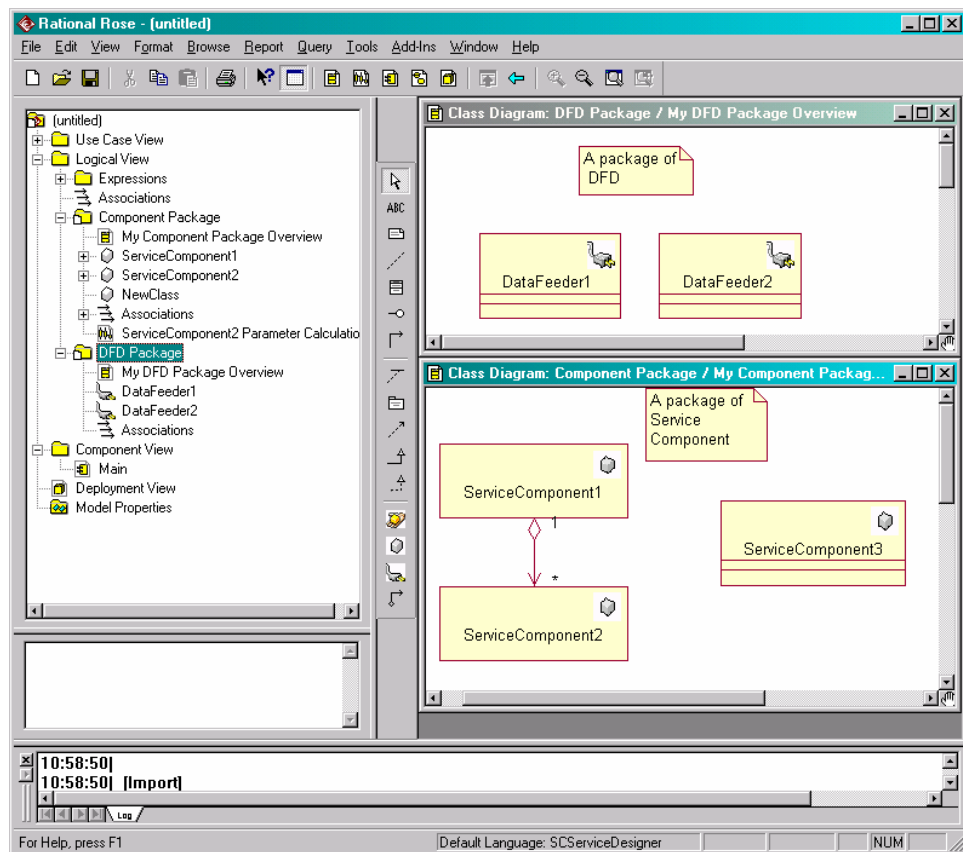 Rational Rose - (untitled)
File Edit View Format Browse Report Query Tools Add-Ins Window Help
(untitled)
Use Case View
Logical View
Expressions
Associations
Component Package
My Component Package Overview
ServiceComponent1
ServiceComponent2
NewClass
Associations
ServiceComponent2 Parameter Calculatio
DFD Package
My DFD Package Overview
DataFeeder1
DataFeeder2
Associations
Component View
Main
Deployment View
Model Properties
ABC
Class Diagram: DFD Package / My DFD Package Overview
A package of
DFD
DataFeeder1
DataFeeder2
Class Diagram: Component Package / My Component Packag...
A package of
Service
Component
ServiceComponent1
1
*
ServiceComponent2
ServiceComponent3
10:58:50|
10:58:50| [Import]
Log
For Help, press F1
Default Language: SCServiceDesigner
NUM